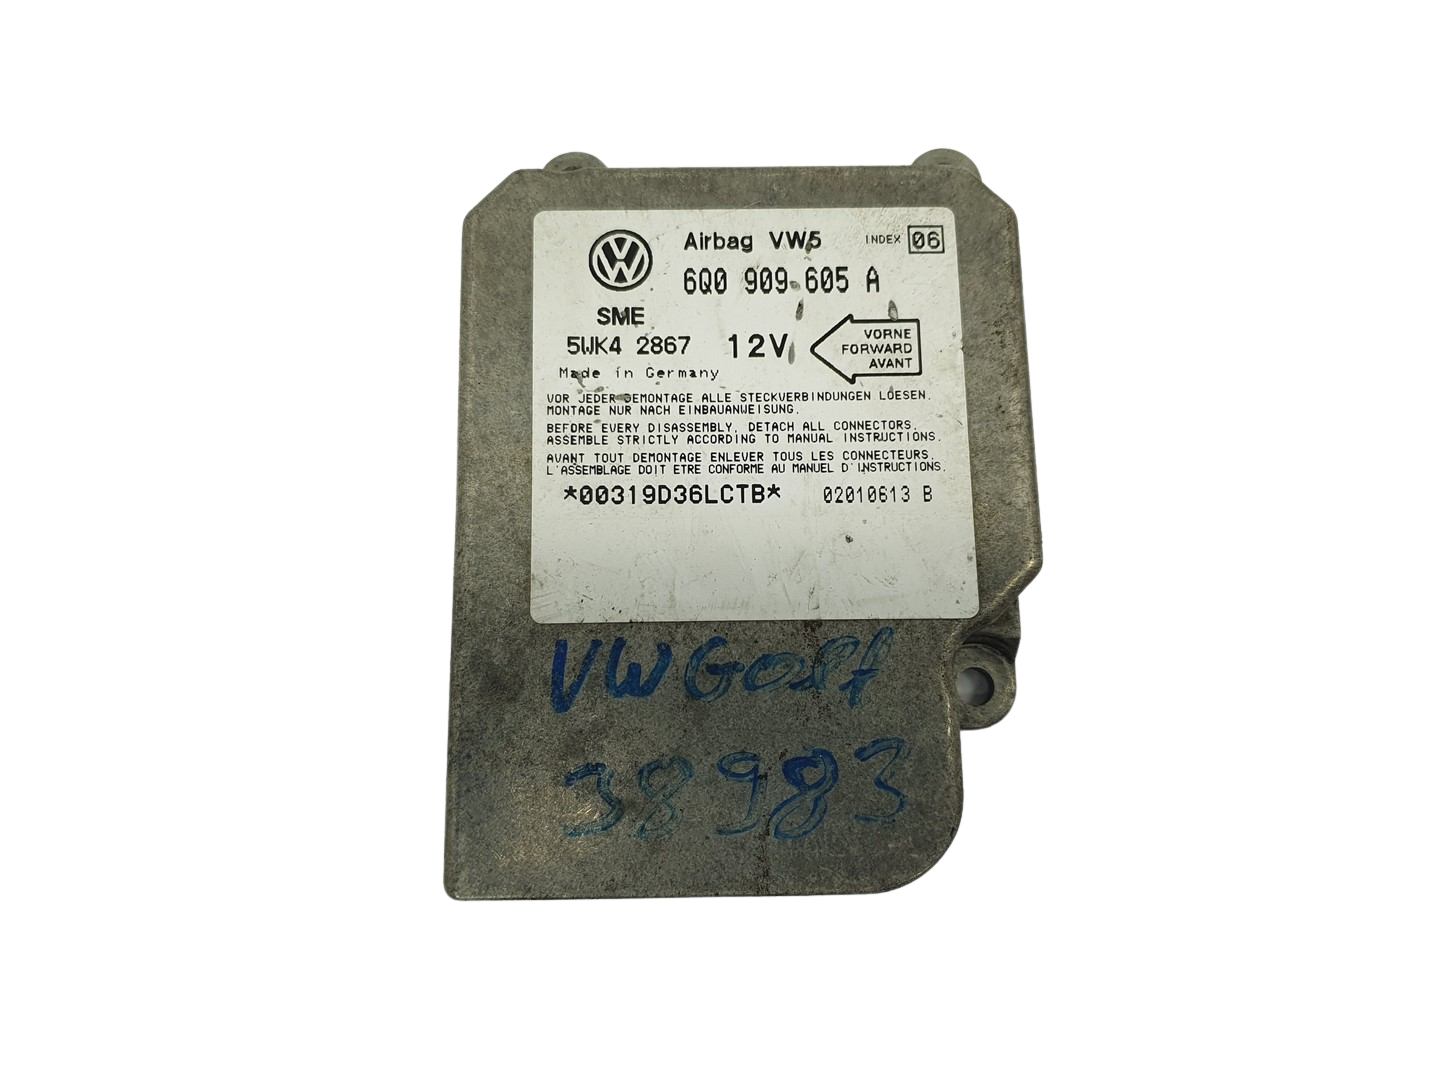 Airbag VW5 INDEX 06
6Q0 909 605 A
SME
5WK4 2867 12V
VORNE
FORWARD
AVANT
Made in Germany
VOR JEDER DEMONTAGE ALLE STECKVERBINDUNGEN LOESEN.
MONTAGE NUR NACH EINBAUANWEISUNG.
BEFORE EVERY DISASSEMBLY, DETACH ALL CONNECTORS.
ASSEMBLE STRICTLY ACCORDING TO MANUAL INSTRUCTIONS.
AVANT TOUT DEMONTAGE ENLEVER TOUS LES CONNECTEURS.
L'ASSEMBLAGE DOIT ETRE CONFORME AU MANUEL D'INSTRUCTIONS.
*00319D36LCTB* 02010613 B
VW Golf
38983